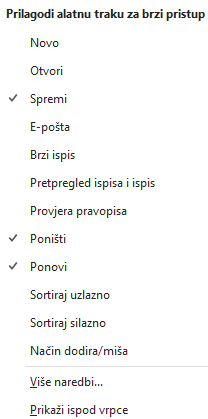 Prilagodi alatnu traku za brzi pristup
Novo
Otvori
Spremi
E-pošta
Brzi ispis
Pretpregled ispisa i ispis
Provjera pravopisa
Poništi
Ponovi
Sortiraj uzlazno
Sortiraj silazno
Način dodira/miša
Više naredbi...
Prikaži ispod vrpce